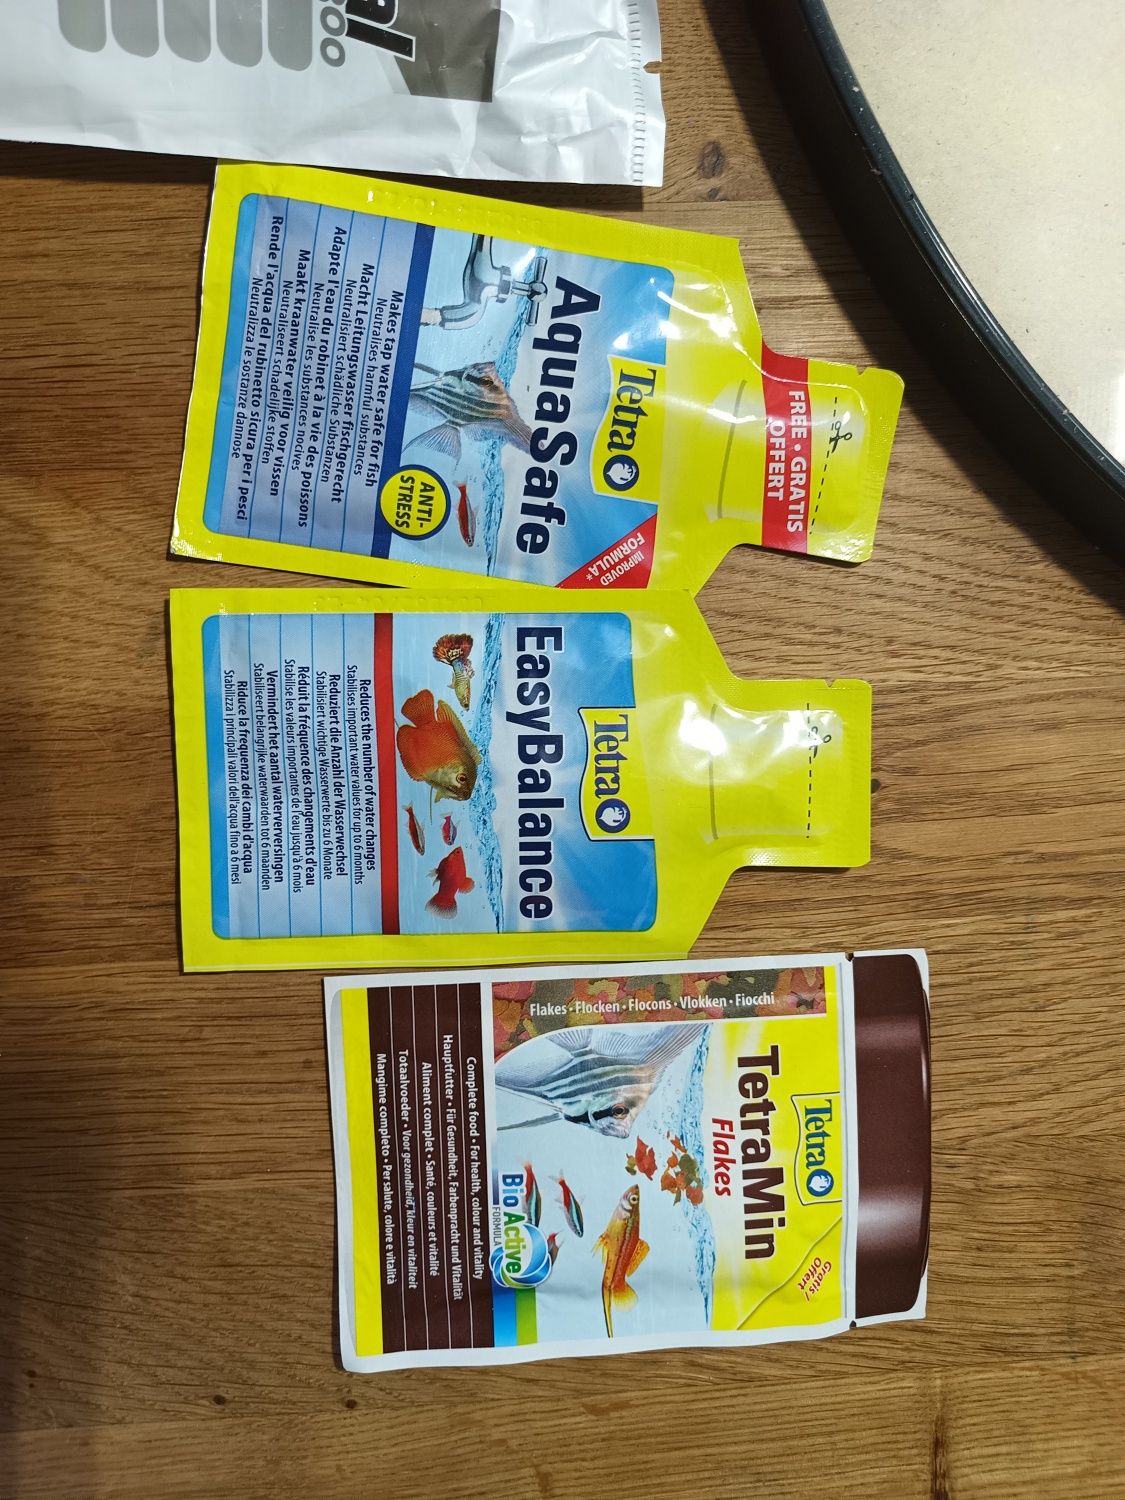 FREE • GRATIS
OFFERT
Tetra
IMPROVED
FORMULA*
AquaSafe
ANTI-
STRESS
Makes tap water safe for fish
Neutralises harmful substances
Macht Leitungswasser fischgerecht
Neutralisiert schädliche Substanzen
Adapte l'eau du robinet à la vie des poissons
Neutralise les substances nocives
Maakt kraanwater veilig voor vissen
Neutraliseert schadelijke stoffen
Rende l'acqua del rubinetto sicura per i pesci
Neutralizza le sostanze dannose
Tetra
EasyBalance
Reduces the number of water changes
Stabilises important water values for up to 6 months
Reduziert die Anzahl der Wasserwechsel
Stabilisiert wichtige Wasserwerte bis zu 6 Monate
Réduit la fréquence des changements d'eau
Stabilise les valeurs importantes de l'eau jusqu'à 6 mois
Vermindert het aantal waterverversingen
Stabiliseert belangrijke waterwaarden tot 6 maanden
Riduce la frequenza dei cambi d'acqua
Stabilizza i principali valori dell'acqua fino a 6 mesi
Tetra
Gratis /
Offert
TetraMin
Flakes
Flakes • Flocken • Flocons • Vlokken • Fiocchi
Bio Active
FORMULA
Complete food • For health, colour and vitality
Hauptfutter • Für Gesundheit, Farbenpracht und Vitalität
Aliment complet • Santé, couleurs et vitalité
Totaalvoeder • Voor gezondheid, kleur en vitaliteit
Mangime completo • Per salute, colore e vitalità